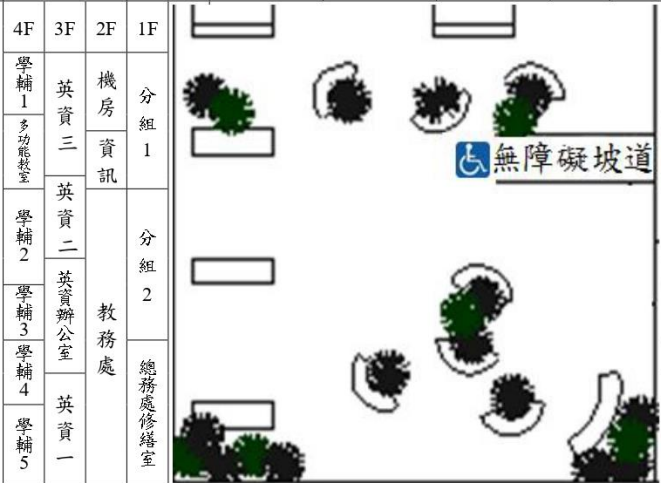 4F
3F
2F
1F
學輔1
多功能教室
學輔2
學輔3
學輔4
學輔5
英資三
英資二
英資辦公室
英資一
機房
資訊
教務處
分組1
分組2
總務處修繕室
無障礙坡道